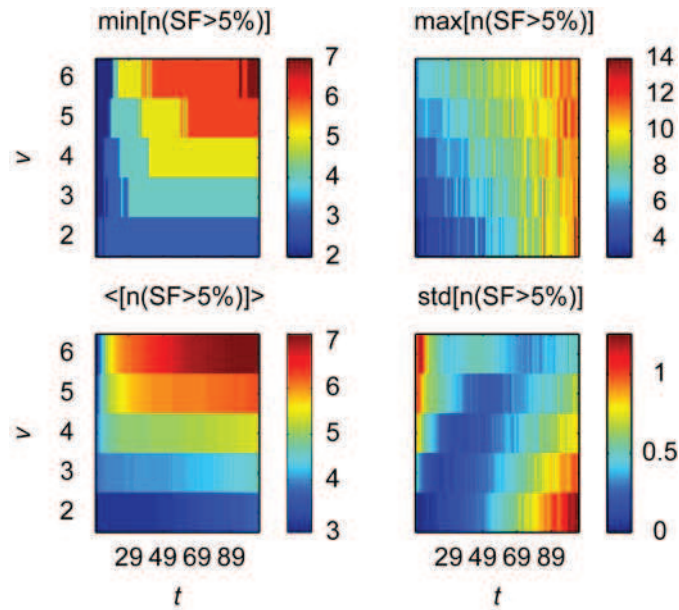 min[n(SF>5%)] max[n(SF>5%)]
6 5 4 3 2
v
7 6 5 4 3 2
14 12 10 8 6 4
<[n(SF>5%)]> std[n(SF>5%)]
6 5 4 3 2
v
7 6 5 4 3
1 0.5 0
29 49 69 89 29 49 69 89
t t